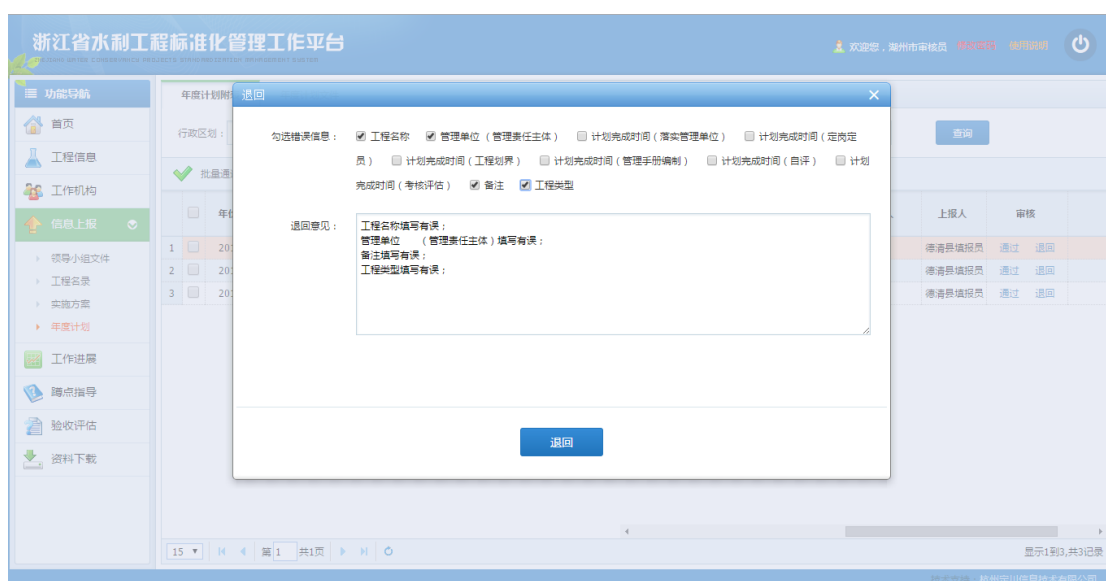 浙江省水利工程标准化管理工作平台
欢迎您，湖州市审核员 使用说明
功能导航
首页
工程信息
工作机构
信息上报
领导小组文件
工程名录
实施方案
年度计划
工作进展
蹲点指导
验收评估
资料下载
年度计划附
行政区划：
查询
批量通
年份
上报人 审核
1 201 德清县填报员 通过 退回
2 201 德清县填报员 通过 退回
3 201 德清县填报员 通过 退回
退回
勾选错误信息： 工程名称 管理单位（管理责任主体） 计划完成时间（落实管理单位） 计划完成时间（定岗定
员） 计划完成时间（工程划界） 计划完成时间（管理手册编制） 计划完成时间（自评） 计划
完成时间（考核评估） 备注 工程类型
退回意见： 工程名称填写有误；
管理单位 （管理责任主体）填写有误；
备注填写有误；
工程类型填写有误；
退回
15 第 1 共1页
显示1到3,共3记录